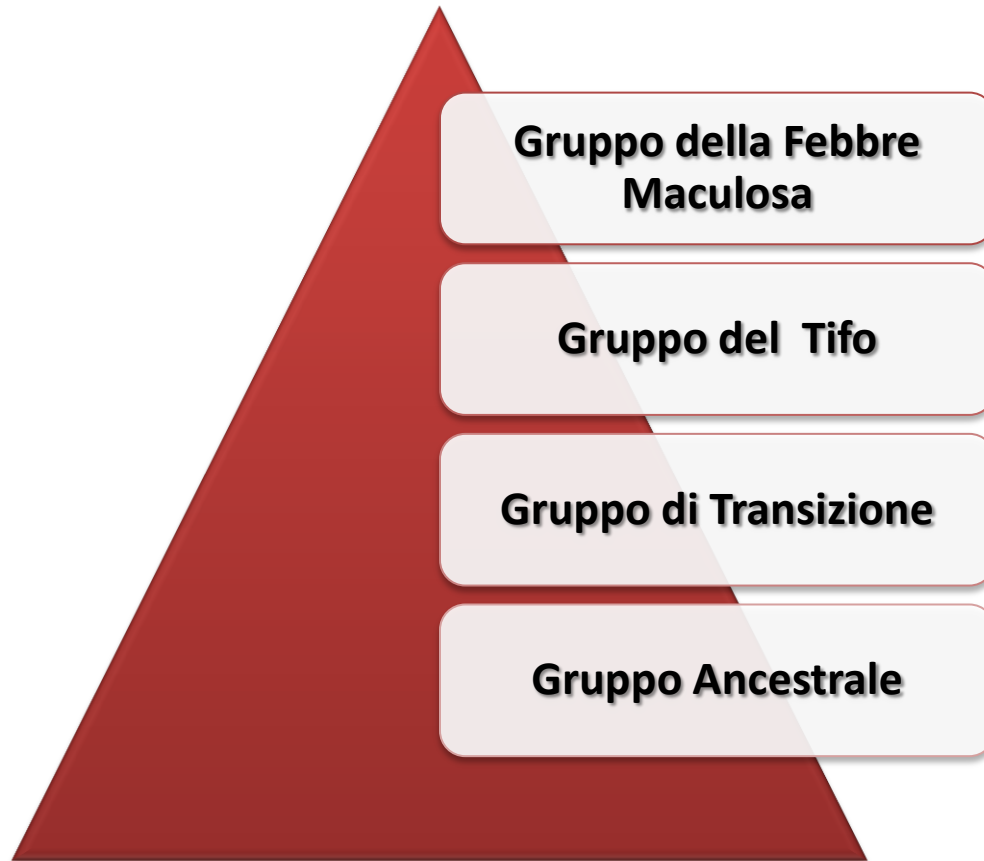 Gruppo della Febbre
Maculosa
Gruppo del  Tifo
Gruppo di Transizione
Gruppo Ancestrale